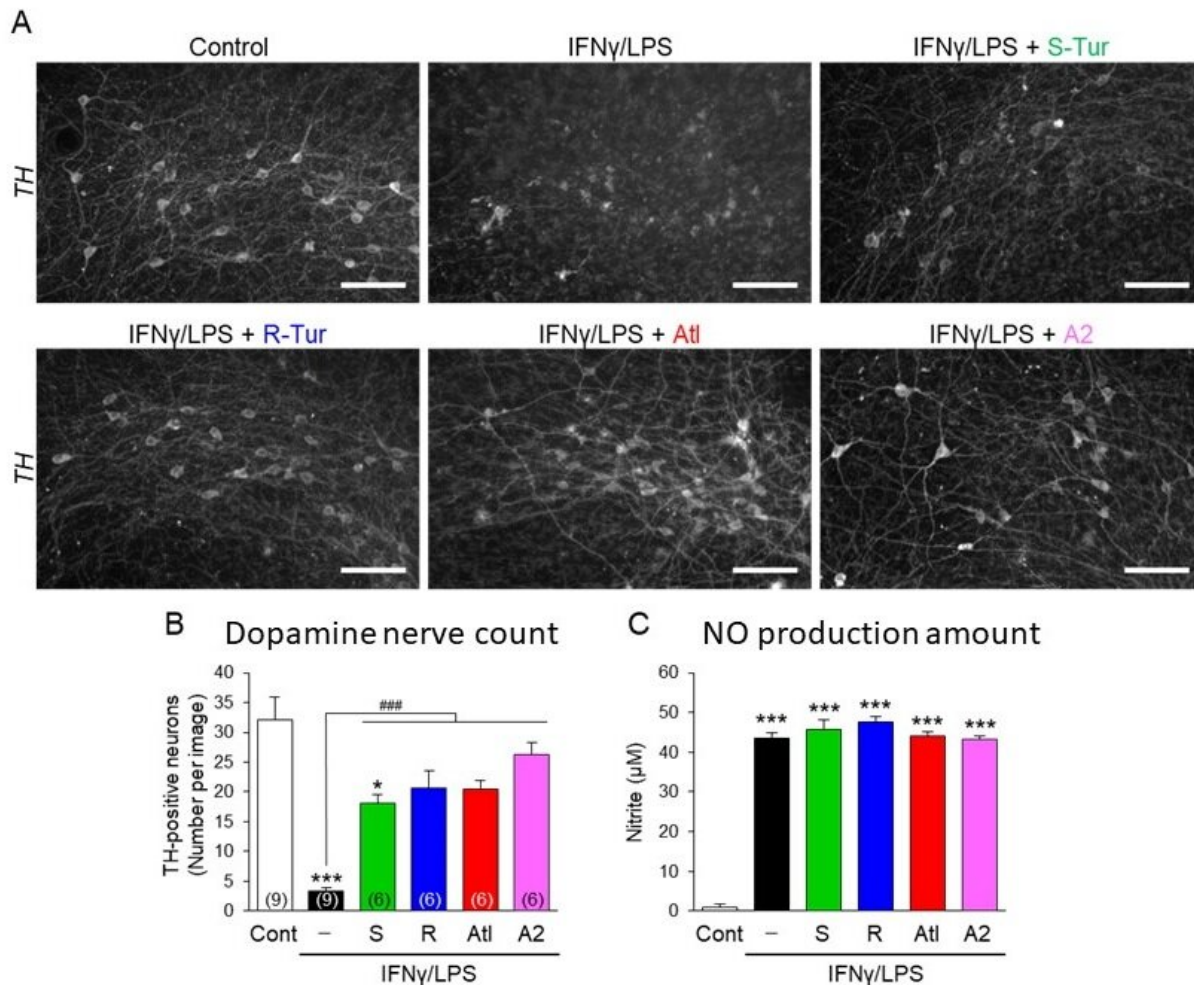 A
Control
IFNγ/LPS
IFNγ/LPS + S-Tur
TH
IFNγ/LPS + R-Tur
IFNγ/LPS + Atl
IFNγ/LPS + A2
TH
B Dopamine nerve count
TH-positive neurons
(Number per image)
40
35
30
25
20
15
10
5
0
###
***
*
(9) (9) (6) (6) (6) (6)
Cont – S R Atl A2
IFNγ/LPS
C NO production amount
Nitrite (μM)
60
50
40
30
20
10
0
*** *** *** *** ***
Cont – S R Atl A2
IFNγ/LPS